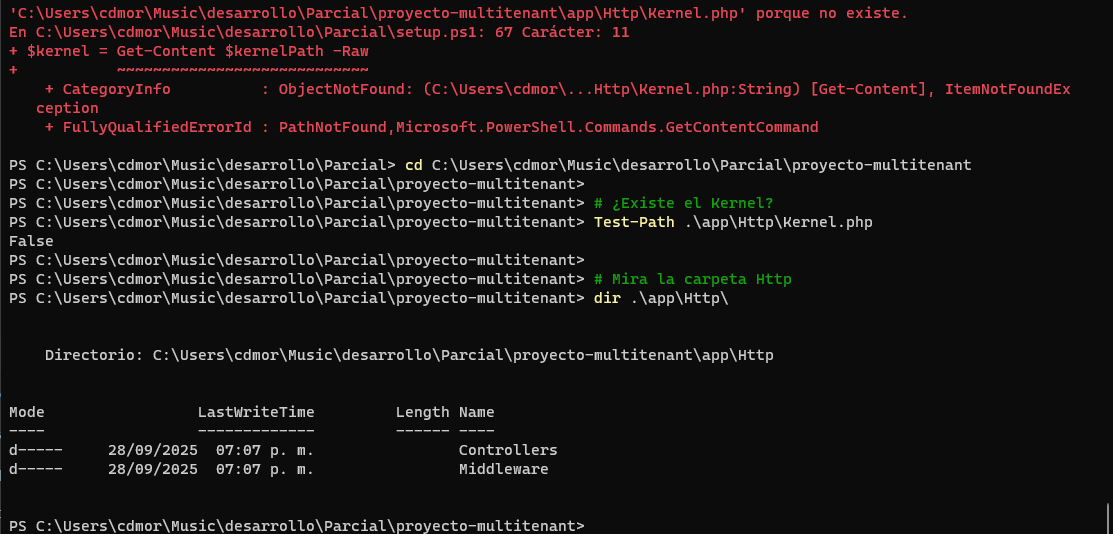 'C:\Users\cdmor\Music\desarrollo\Parcial\proyecto-multitenant\app\Http\Kernel.php' porque no existe.
En C:\Users\cdmor\Music\desarrollo\Parcial\setup.ps1: 67 Carácter: 11
+ $kernel = Get-Content $kernelPath -Raw
+           ~~~~~~~~~~~~~~~~~~~~~~~~~~~~
    + CategoryInfo          : ObjectNotFound: (C:\Users\cdmor\...Http\Kernel.php:String) [Get-Content], ItemNotFoundEx
   ception
    + FullyQualifiedErrorId : PathNotFound,Microsoft.PowerShell.Commands.GetContentCommand

PS C:\Users\cdmor\Music\desarrollo\Parcial> cd C:\Users\cdmor\Music\desarrollo\Parcial\proyecto-multitenant
PS C:\Users\cdmor\Music\desarrollo\Parcial\proyecto-multitenant>
PS C:\Users\cdmor\Music\desarrollo\Parcial\proyecto-multitenant> # ¿Existe el Kernel?
PS C:\Users\cdmor\Music\desarrollo\Parcial\proyecto-multitenant> Test-Path .\app\Http\Kernel.php
False
PS C:\Users\cdmor\Music\desarrollo\Parcial\proyecto-multitenant>
PS C:\Users\cdmor\Music\desarrollo\Parcial\proyecto-multitenant> # Mira la carpeta Http
PS C:\Users\cdmor\Music\desarrollo\Parcial\proyecto-multitenant> dir .\app\Http\

    Directorio: C:\Users\cdmor\Music\desarrollo\Parcial\proyecto-multitenant\app\Http

Mode                 LastWriteTime         Length Name
----                 -------------         ------ ----
d-----     28/09/2025  07:07 p. m.                Controllers
d-----     28/09/2025  07:07 p. m.                Middleware

PS C:\Users\cdmor\Music\desarrollo\Parcial\proyecto-multitenant>